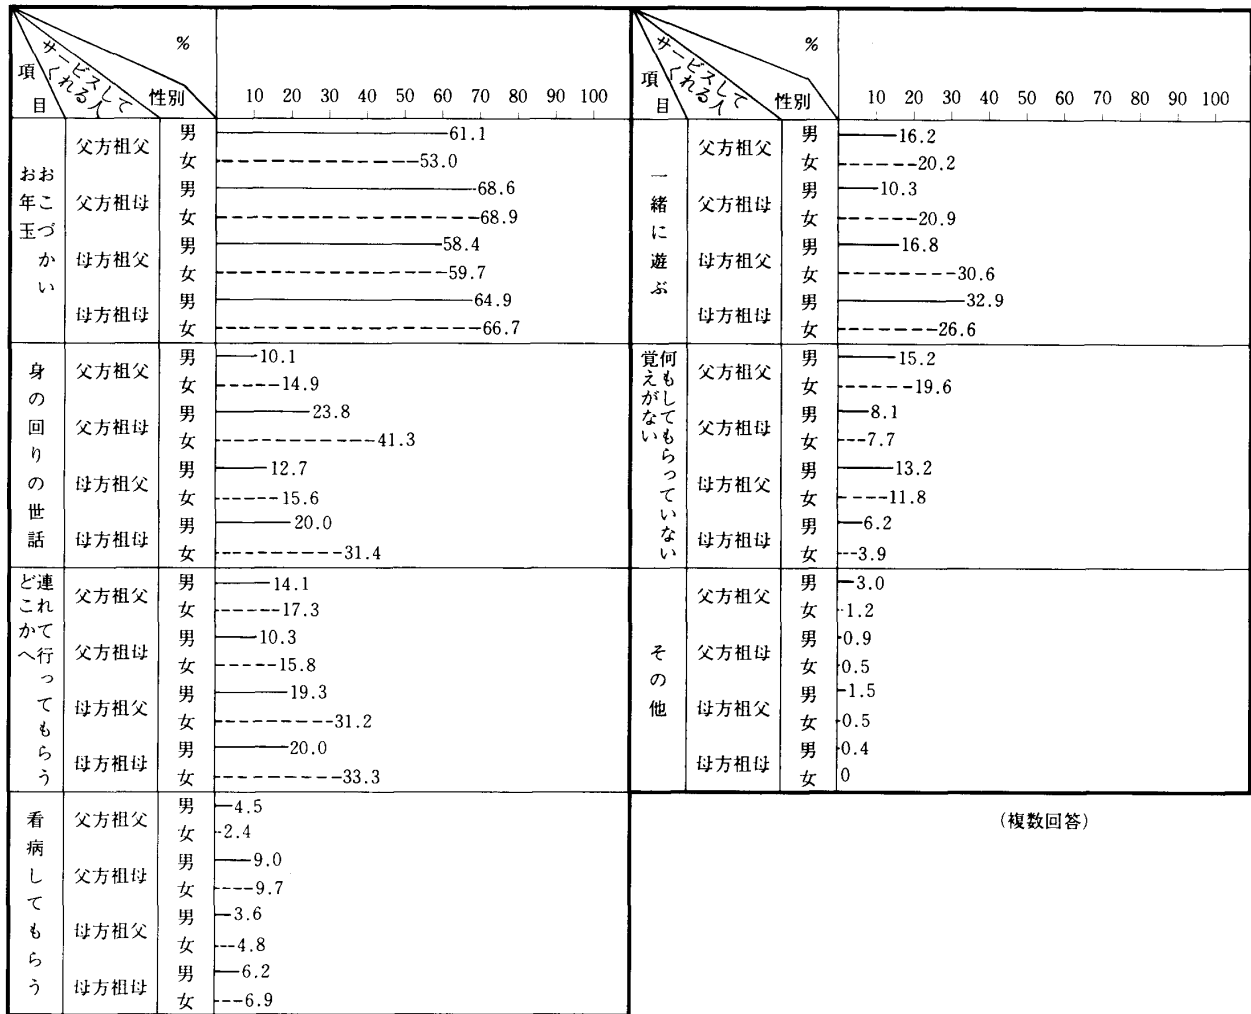 %
サービスしてくれる人
項目
性別
10 20 30 40 50 60 70 80 90 100
おこづかい
お年玉
父方祖父
男 61.1
女 53.0
父方祖母
男 68.6
女 68.9
母方祖父
男 58.4
女 59.7
母方祖母
男 64.9
女 66.7
身の回りの世話
父方祖父
男 10.1
女 14.9
父方祖母
男 23.8
女 41.3
母方祖父
男 12.7
女 15.6
母方祖母
男 20.0
女 31.4
どこかへ
連れて行ってもらう
父方祖父
男 14.1
女 17.3
父方祖母
男 10.3
女 15.8
母方祖父
男 19.3
女 31.2
母方祖母
男 20.0
女 33.3
看病してもらう
父方祖父
男 4.5
女 2.4
父方祖母
男 9.0
女 9.7
母方祖父
男 3.6
女 4.8
母方祖母
男 6.2
女 6.9
%
サービスしてくれる人
項目
性別
10 20 30 40 50 60 70 80 90 100
一緒に遊ぶ
父方祖父
男 16.2
女 20.2
父方祖母
男 10.3
女 20.9
母方祖父
男 16.8
女 30.6
母方祖母
男 32.9
女 26.6
何もしてもらっていない
覚えがない
父方祖父
男 15.2
女 19.6
父方祖母
男 8.1
女 7.7
母方祖父
男 13.2
女 11.8
母方祖母
男 6.2
女 3.9
その他
父方祖父
男 3.0
女 1.2
父方祖母
男 0.9
女 0.5
母方祖父
男 1.5
女 0.5
母方祖母
男 0.4
女 0
(複数回答)